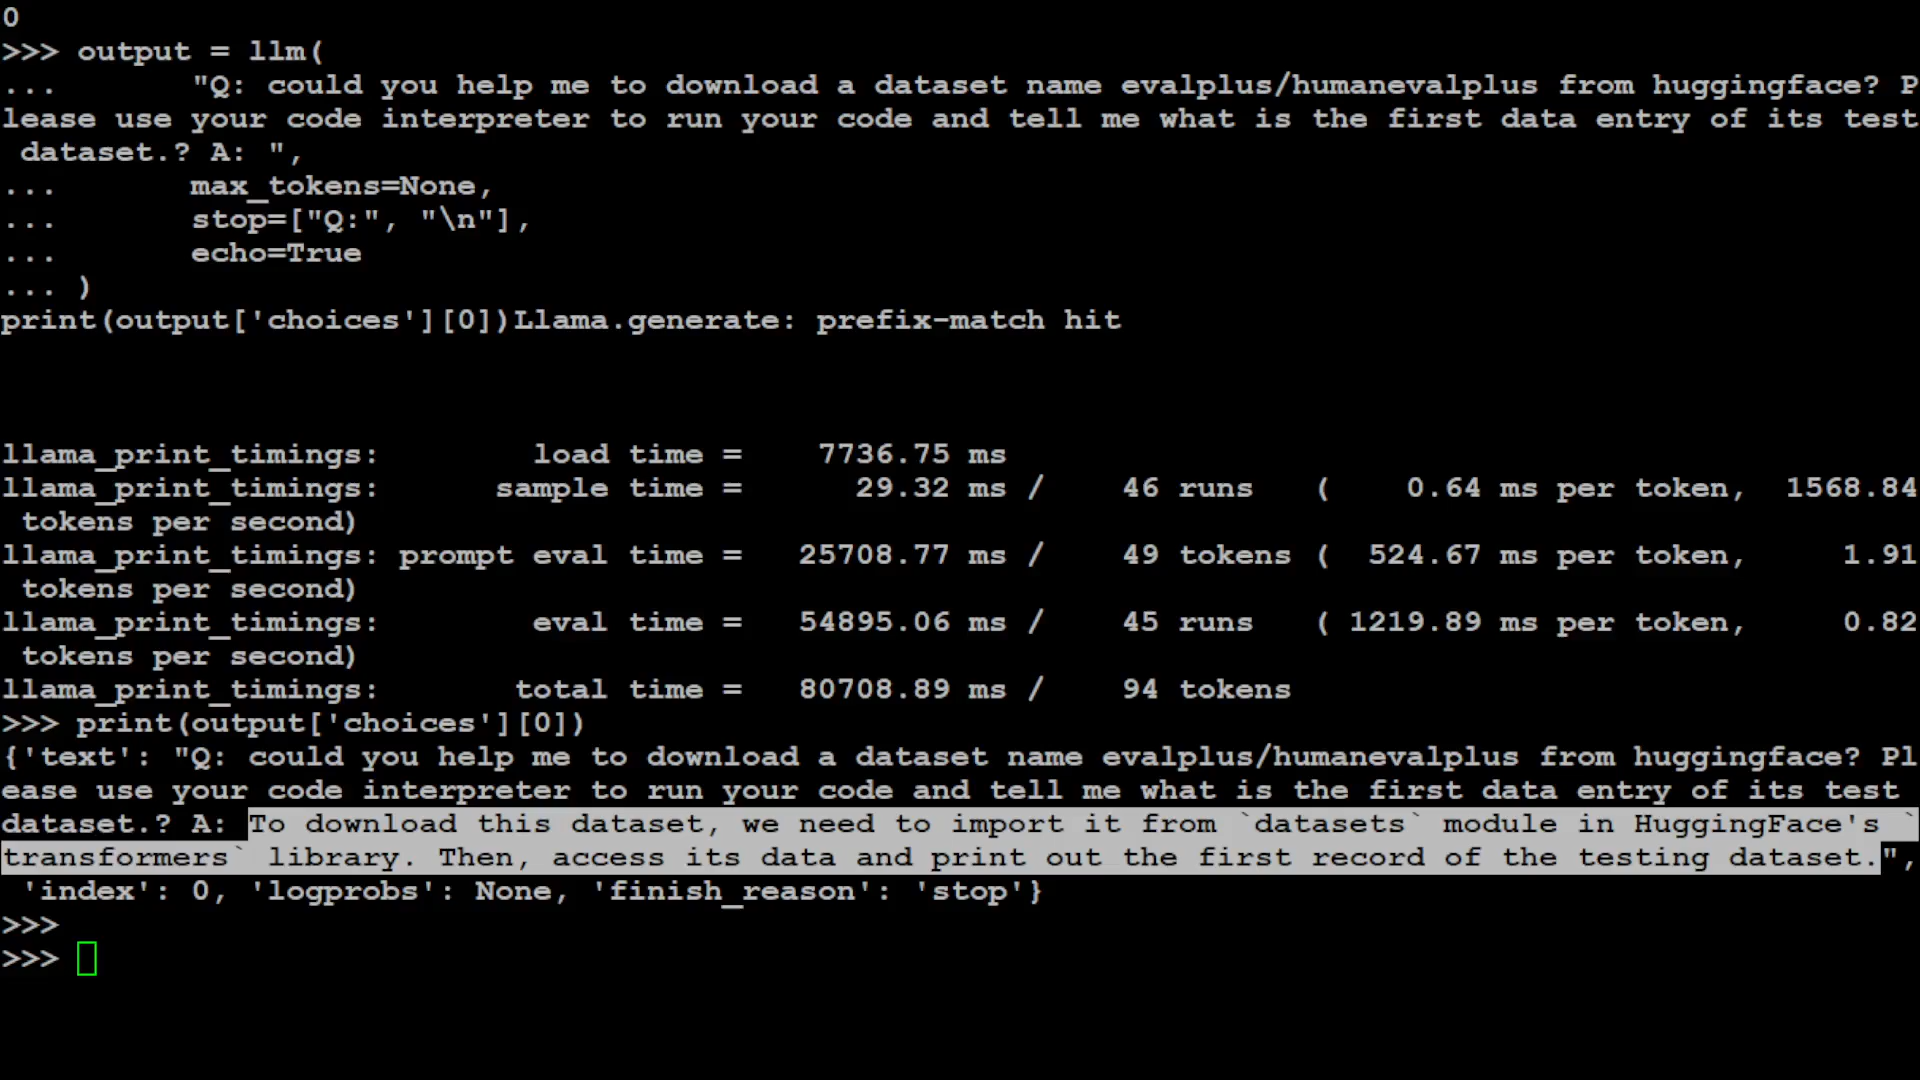 0
>>> output = llm(
...       "Q: could you help me to download a dataset name evalplus/humanevalplus from huggingface? P
lease use your code interpreter to run your code and tell me what is the first data entry of its test
 dataset.? A: ",
...       max_tokens=None,
...       stop=["Q:", "\n"],
...       echo=True
... )
print(output['choices'][0])Llama.generate: prefix-match hit
llama_print_timings:        load time =    7736.75 ms
llama_print_timings:      sample time =      29.32 ms /    46 runs   (    0.64 ms per token,  1568.84
 tokens per second)
llama_print_timings: prompt eval time =   25708.77 ms /    49 tokens (  524.67 ms per token,     1.91
 tokens per second)
llama_print_timings:        eval time =   54895.06 ms /    45 runs   ( 1219.89 ms per token,     0.82
 tokens per second)
llama_print_timings:       total time =   80708.89 ms /    94 tokens
>>> print(output['choices'][0])
{'text': "Q: could you help me to download a dataset name evalplus/humanevalplus from huggingface? Pl
ease use your code interpreter to run your code and tell me what is the first data entry of its test
dataset.? A: To download this dataset, we need to import it from `datasets` module in HuggingFace's `
transformers` library. Then, access its data and print out the first record of the testing dataset.",
 'index': 0, 'logprobs': None, 'finish_reason': 'stop'}
>>>
>>>